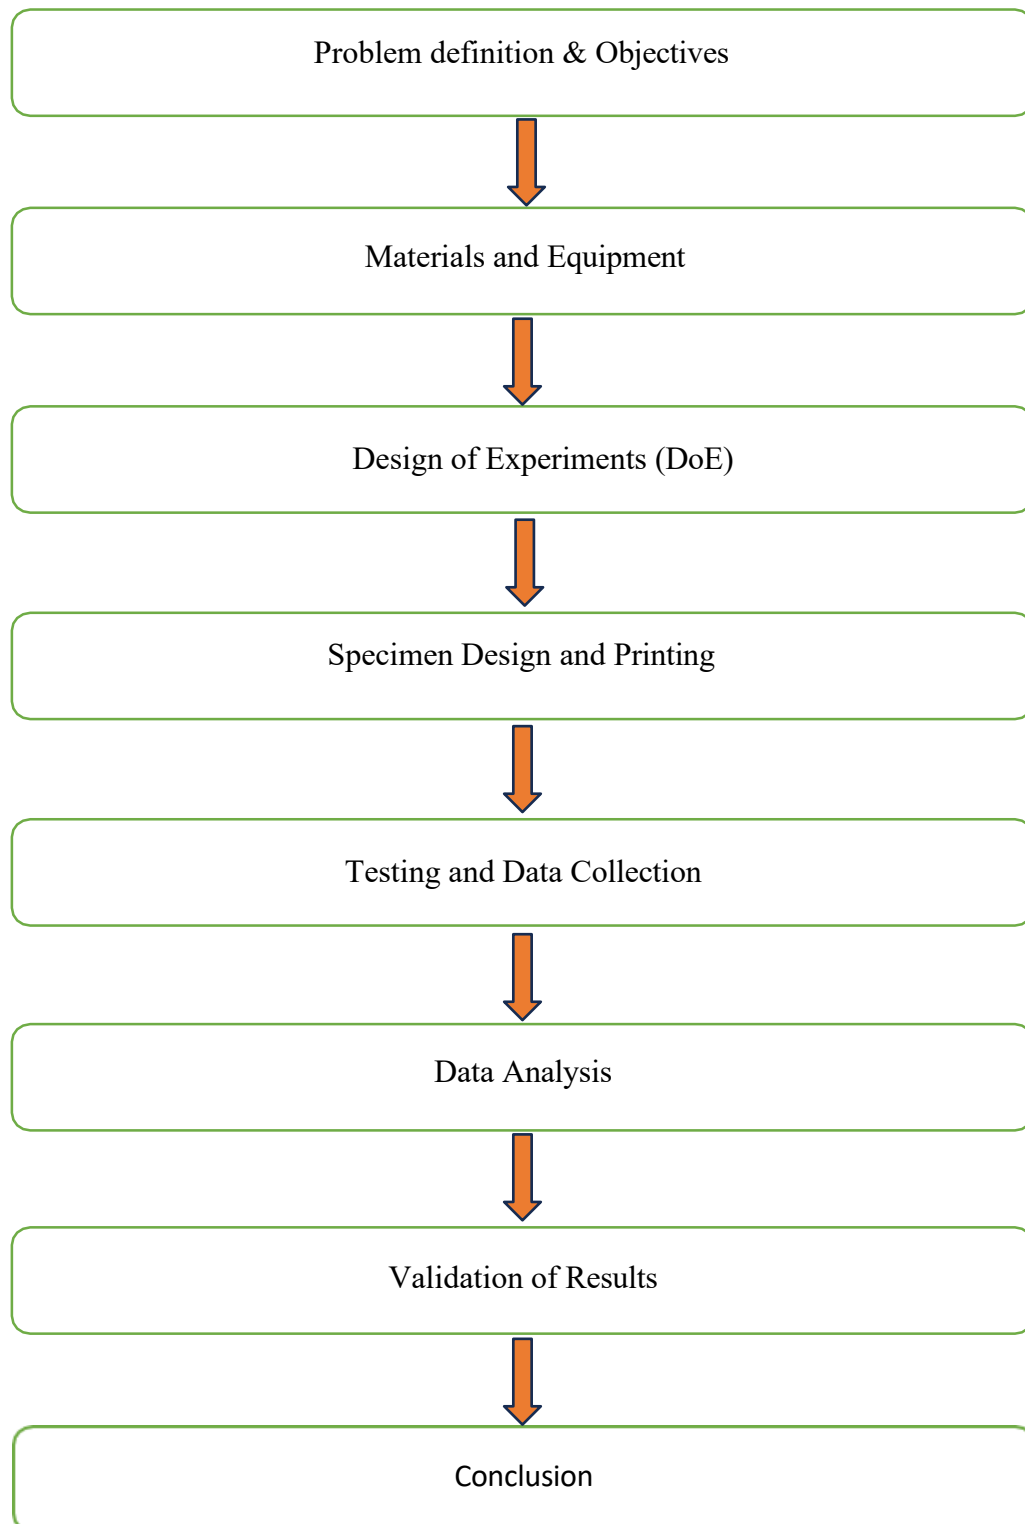 Problem definition & Objectives
Materials and Equipment
Design of Experiments (DoE)
Specimen Design and Printing
Testing and Data Collection
Data Analysis
Validation of Results
Conclusion